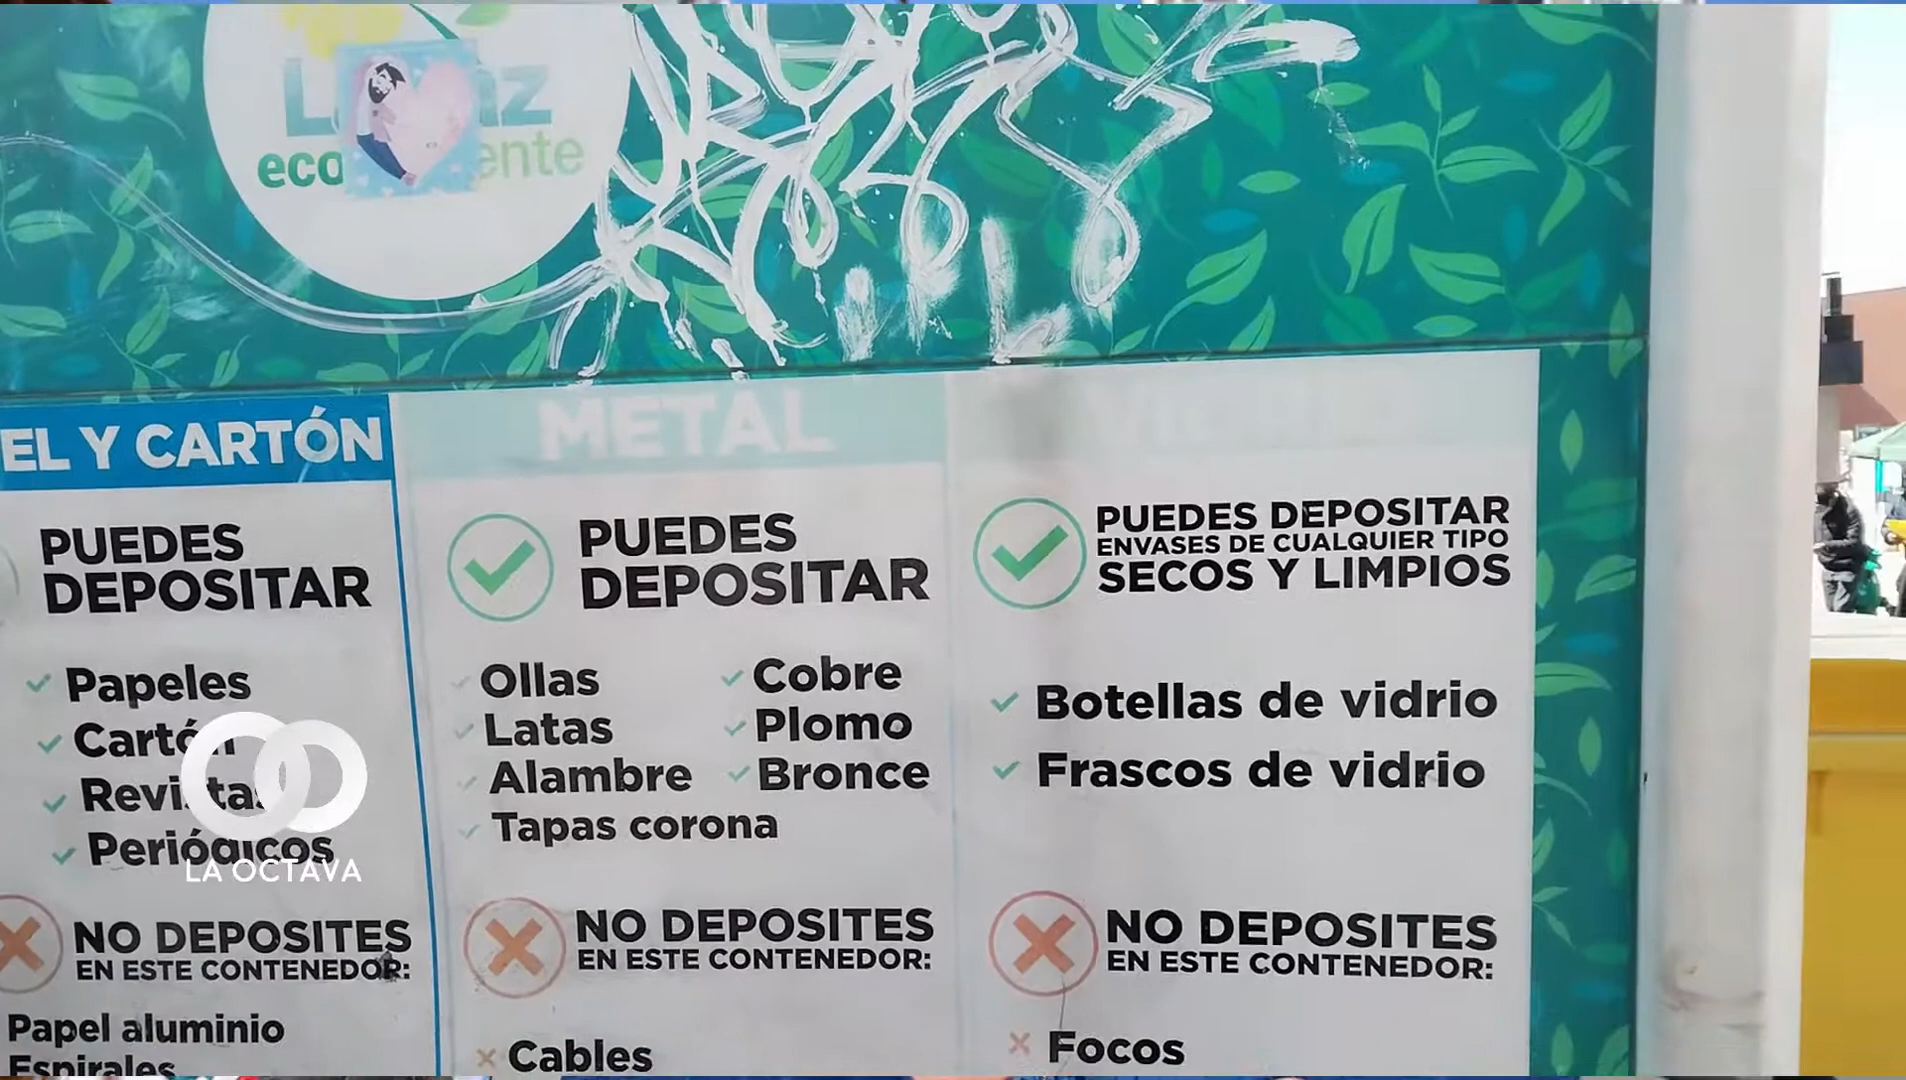 eco
EL Y CARTÓN
PUEDES
DEPOSITAR
Papeles
Cartón
Revistas
Periódicos
NO DEPOSITES
EN ESTE CONTENEDOR:
Papel aluminio
Espirales
METAL
PUEDES
DEPOSITAR
Ollas
Latas
Alambre
Tapas corona
Cobre
Plomo
Bronce
NO DEPOSITES
EN ESTE CONTENEDOR:
Cables
PUEDES DEPOSITAR
ENVASES DE CUALQUIER TIPO
SECOS Y LIMPIOS
Botellas de vidrio
Frascos de vidrio
NO DEPOSITES
EN ESTE CONTENEDOR:
Focos
LA OCTAVA